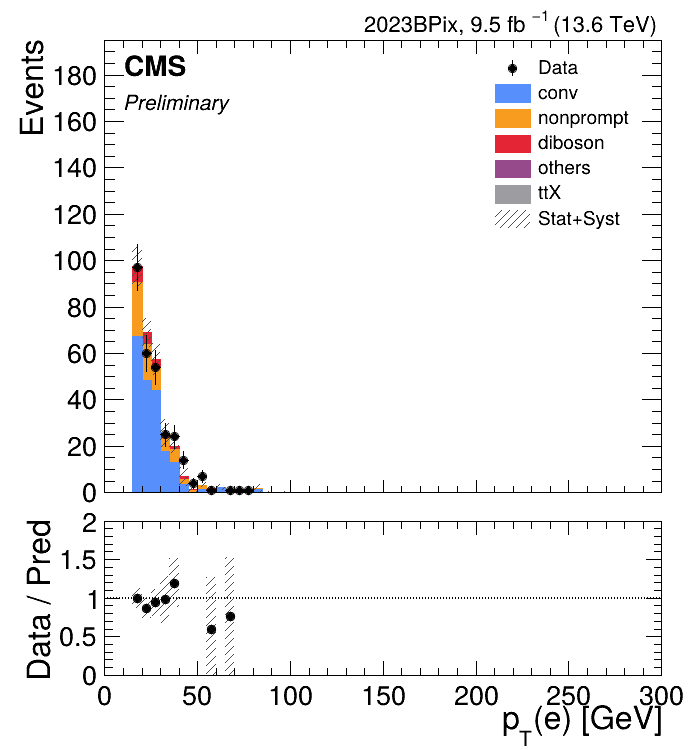 2023BPix, 9.5 fb⁻¹ (13.6 TeV)
CMS
Preliminary
Events
180
160
140
120
100
80
60
40
20
0
Data
conv
nonprompt
diboson
others
ttX
Stat+Syst
Data / Pred
2
1.5
1
0.5
0
0 50 100 150 200 250 300
p_T(e) [GeV]